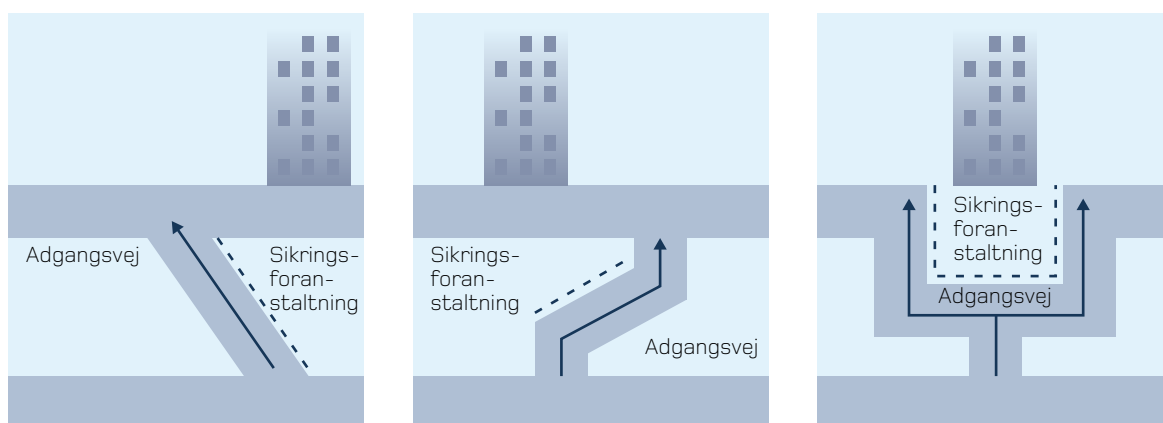 Adgangsvej
Sikrings-
foran-
staltning
Sikrings-
foran-
staltning
Adgangsvej
Sikrings-
foran-
staltning
Adgangsvej